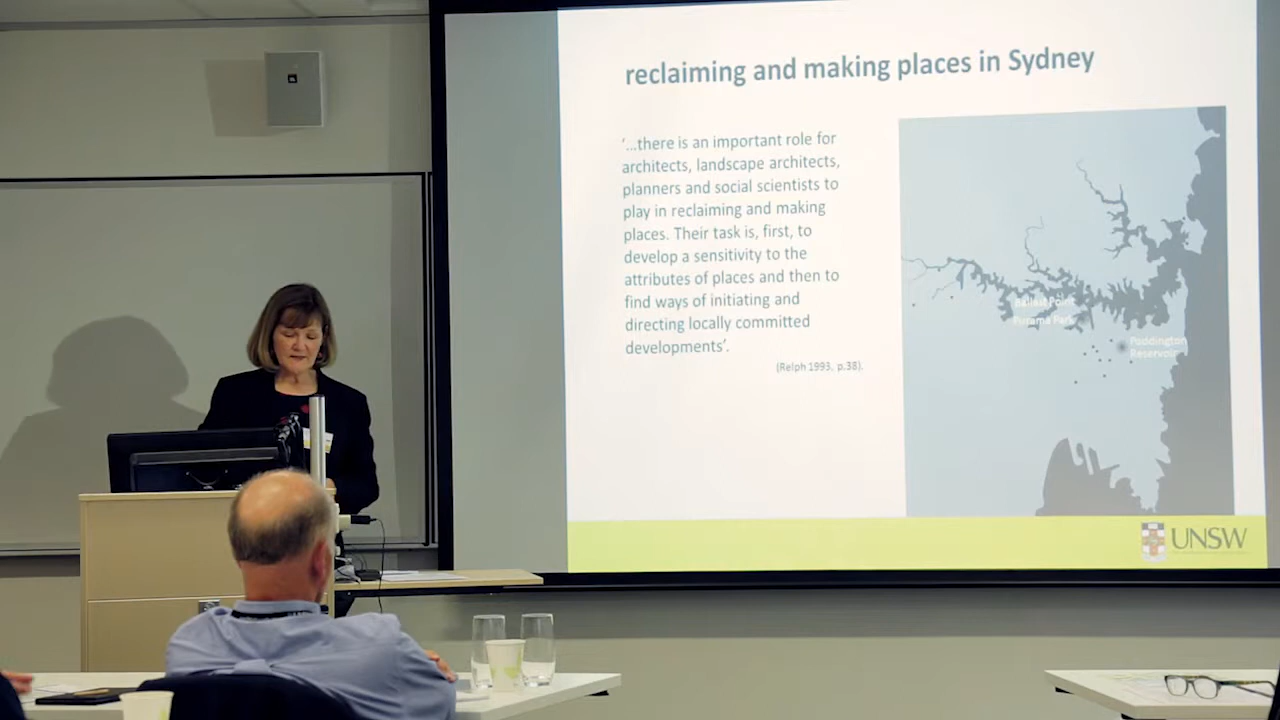 reclaiming and making places in Sydney
'...there is an important role for
architects, landscape architects,
planners and social scientists to
play in reclaiming and making
places. Their task is, first, to
develop a sensitivity to the
attributes of places and then to
find ways of initiating and
directing locally committed
developments'.
(Relph 1993, p.38).
Ballast Point
Pirrama Park
Paddington
Reservoir
UNSW
JBL